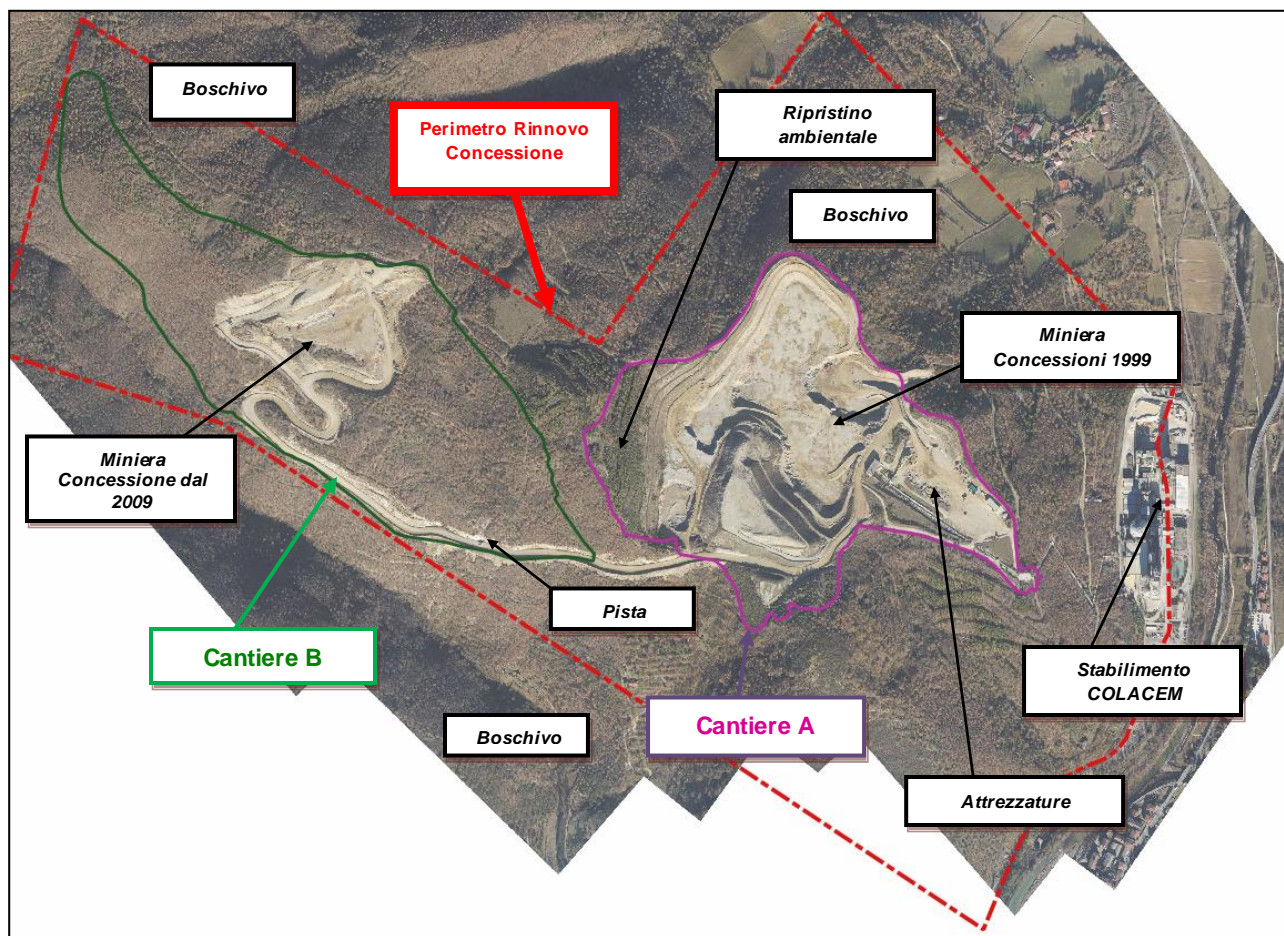 Boschivo
Perimetro Rinnovo
Concessione
Ripristino
ambientale
Boschivo
Miniera
Concessioni 1999
Miniera
Concessione dal
2009
Pista
Cantiere B
Stabilimento
COLACEM
Cantiere A
Boschivo
Attrezzature